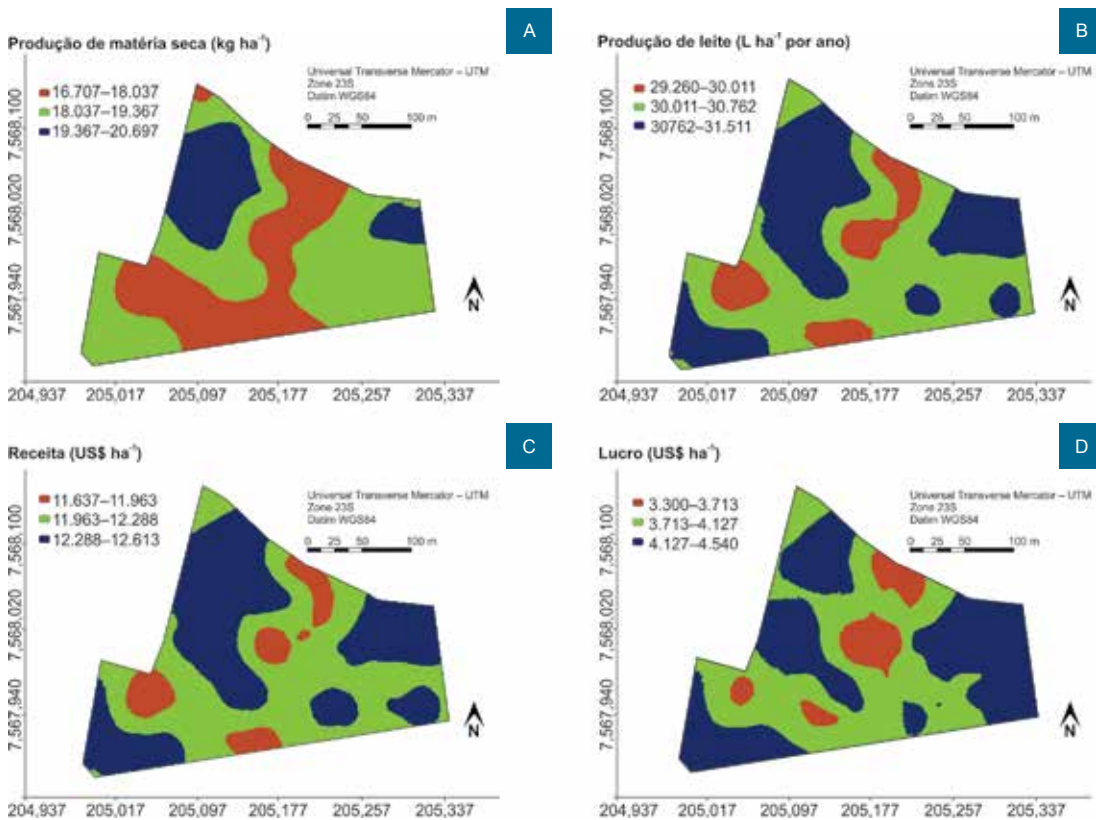 A
Produção de matéria seca (kg ha⁻¹)
16.707–18.037
18.037–19.367
19.367–20.697
Universal Transverse Mercator – UTM
Zone 23S
Datim WGS84
0 25 50 100 m
7,568,100
7,568,020
7,567,940
N
204,937 205,017 205,097 205,177 205,257 205,337
B
Produção de leite (L ha⁻¹ por ano)
29.260–30.011
30.011–30.762
30762–31.511
Universal Transverse Mercator – UTM
Zons 23S
Datim WGS84
0 25 50 100 m
7,568,100
7,568,020
7,567,940
N
204,937 205,017 205,097 205,177 205,257 205,337
C
Receita (US$ ha⁻¹)
11.637–11.963
11.963–12.288
12.288–12.613
Universal Transverse Mercator – UTM
Zone 23S
Datim WGS84
0 25 50 100 m
7,568,100
7,568,020
7,567,940
N
204,937 205,017 205,097 205,177 205,257 205,337
D
Lucro (US$ ha⁻¹)
3.300–3.713
3.713–4.127
4.127–4.540
Universal Transverse Mercator – UTM
Zone 23S
Datim WGS84
0 25 50 100 m
7,568,100
7,568,020
7,567,940
N
204,937 205,017 205,097 205,177 205,257 205,337